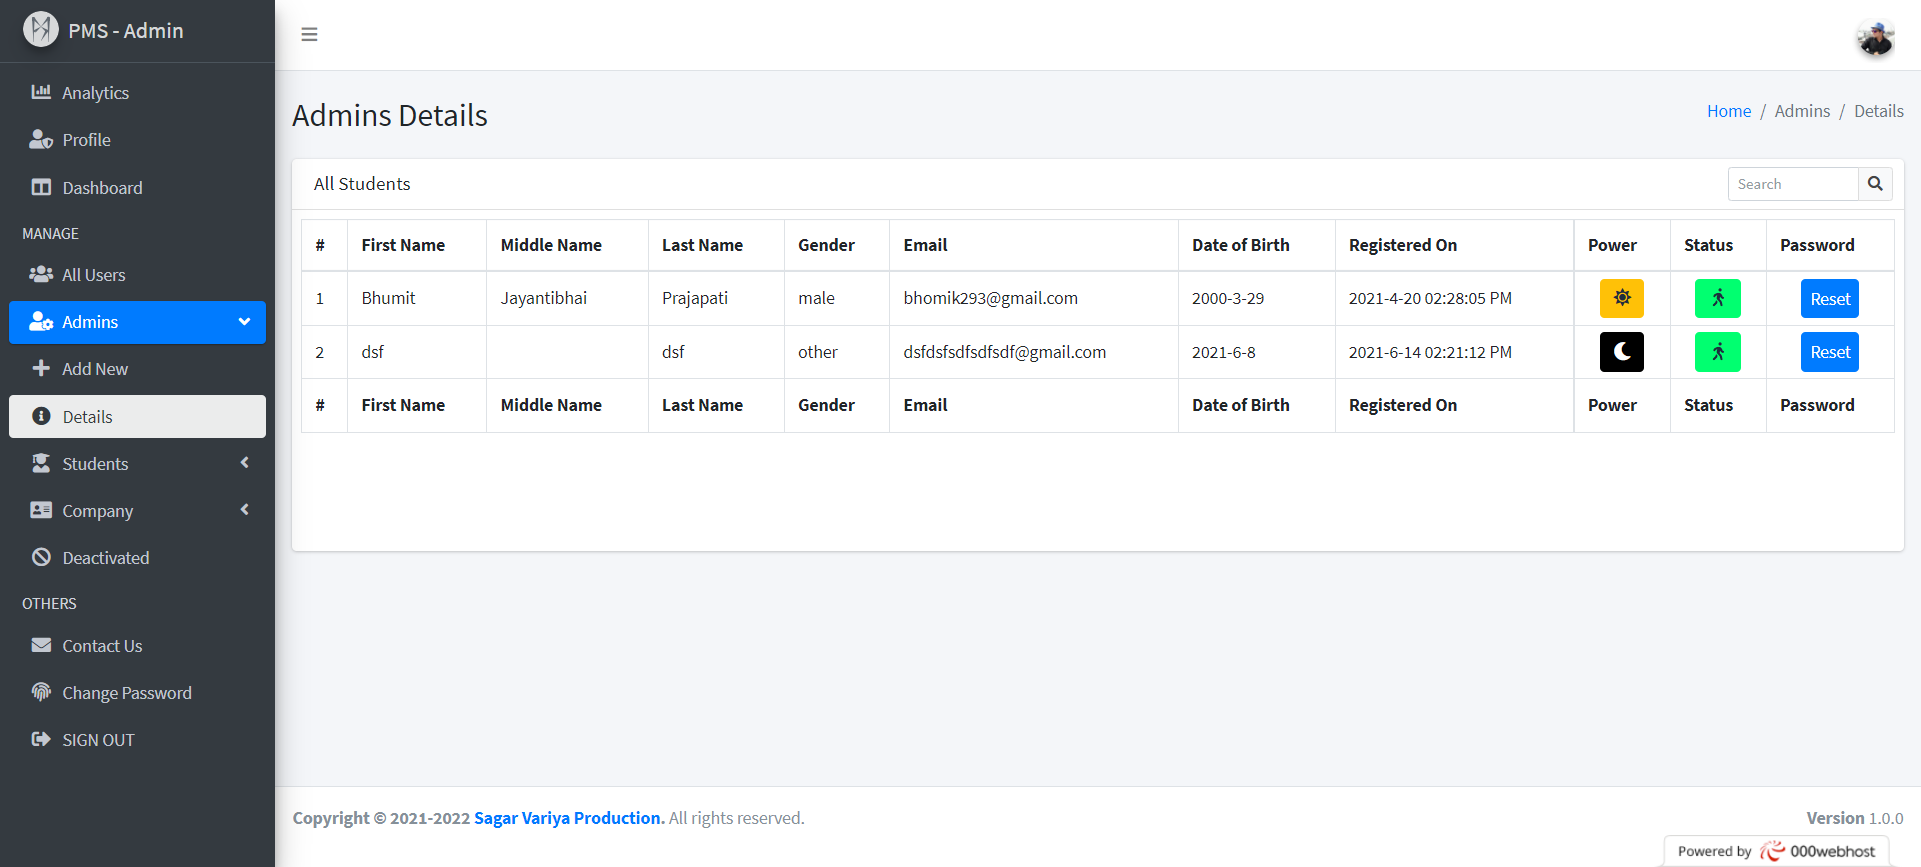 PMS - Admin
Analytics
Profile
Dashboard
MANAGE
All Users
Admins
Add New
Details
Students
Company
Deactivated
OTHERS
Contact Us
Change Password
SIGN OUT
Admins Details
Home / Admins / Details
All Students
Search
# First Name Middle Name Last Name Gender Email Date of Birth Registered On Power Status Password
1 Bhumit Jayantibhai Prajapati male bhomik293@gmail.com 2000-3-29 2021-4-20 02:28:05 PM Reset
2 dsf dsf other dsfdsfsdfsdfsdf@gmail.com 2021-6-8 2021-6-14 02:21:12 PM Reset
# First Name Middle Name Last Name Gender Email Date of Birth Registered On Power Status Password
Copyright © 2021-2022 Sagar Variya Production. All rights reserved.
Version 1.0.0
Powered by 000webhost